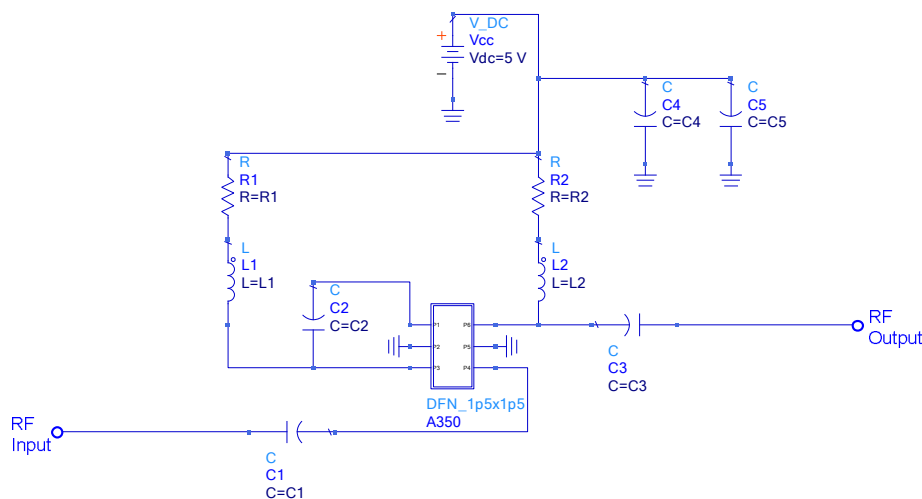 V_DC
+
Vcc
Vdc=5 V
−
C
C4
C=C4
C
C5
C=C5
R
R1
R=R1
R
R2
R=R2
L
L1
L=L1
L
L2
L=L2
C
C2
C=C2
P1
P2
P3
P6
P5
P4
RF
Output
C
C3
C=C3
DFN_1p5x1p5
A350
RF
Input
C
C1
C=C1